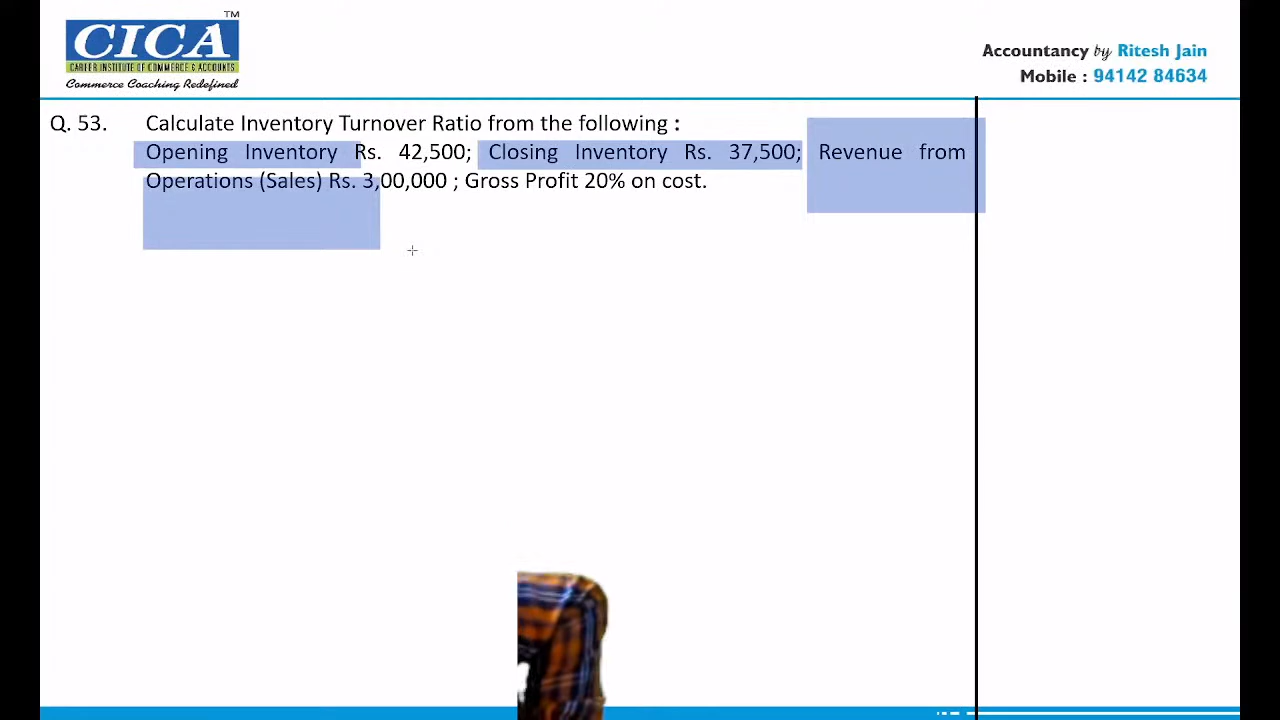 TM
CICA
CAREER INSTITUTE OF COMMERCE & ACCOUNTS
Commerce Coaching Redefined
Accountancy by Ritesh Jain
Mobile : 94142 84634
Q. 53. Calculate Inventory Turnover Ratio from the following :
Opening Inventory Rs. 42,500; Closing Inventory Rs. 37,500; Revenue from
Operations (Sales) Rs. 3,00,000 ; Gross Profit 20% on cost.